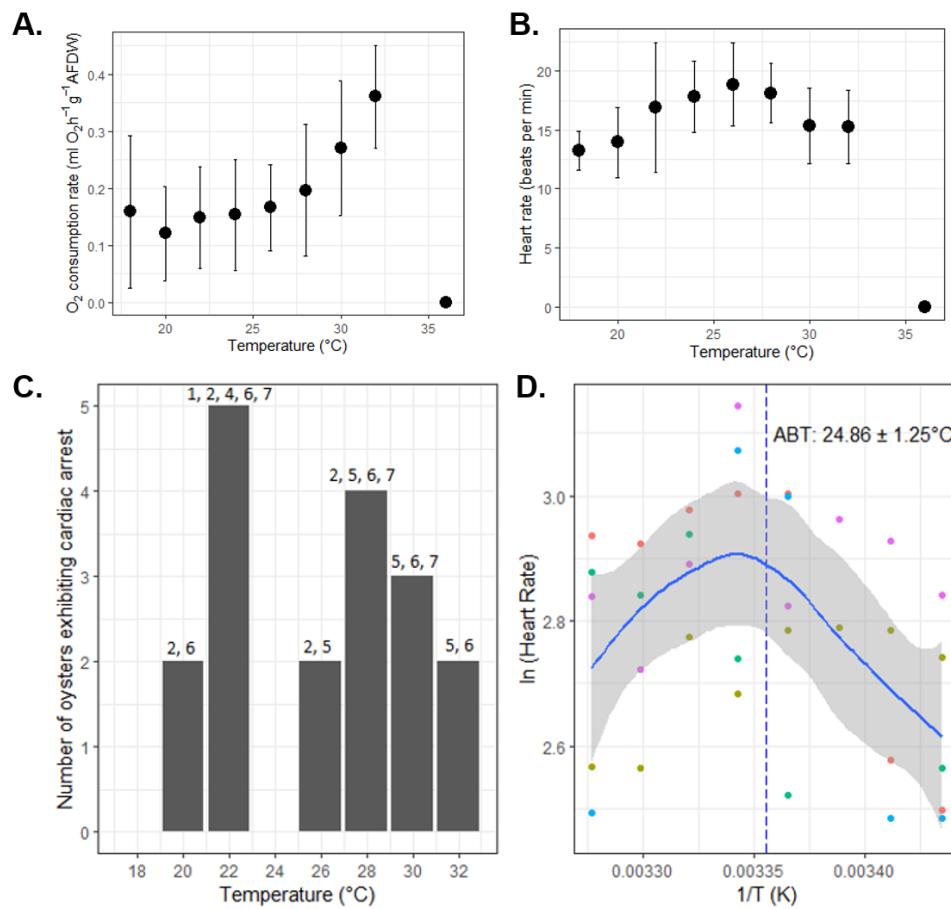 A.
O₂ consumption rate (ml O₂h⁻¹ g⁻¹AFDW)
0.4
0.3
0.2
0.1
0.0
20 25 30 35
Temperature (°C)
B.
Heart rate (beats per min)
20
15
10
5
0
20 25 30 35
Temperature (°C)
C.
Number of oysters exhibiting cardiac arrest
5
4
3
2
1
0
1, 2, 4, 6, 7
2, 5, 6, 7
5, 6, 7
2, 6
2, 5
5, 6
18 20 22 24 26 28 30 32
Temperature (°C)
D.
ABT: 24.86 ± 1.25°C
ln (Heart Rate)
3.0
2.8
2.6
0.00330 0.00335 0.00340
1/T (K)